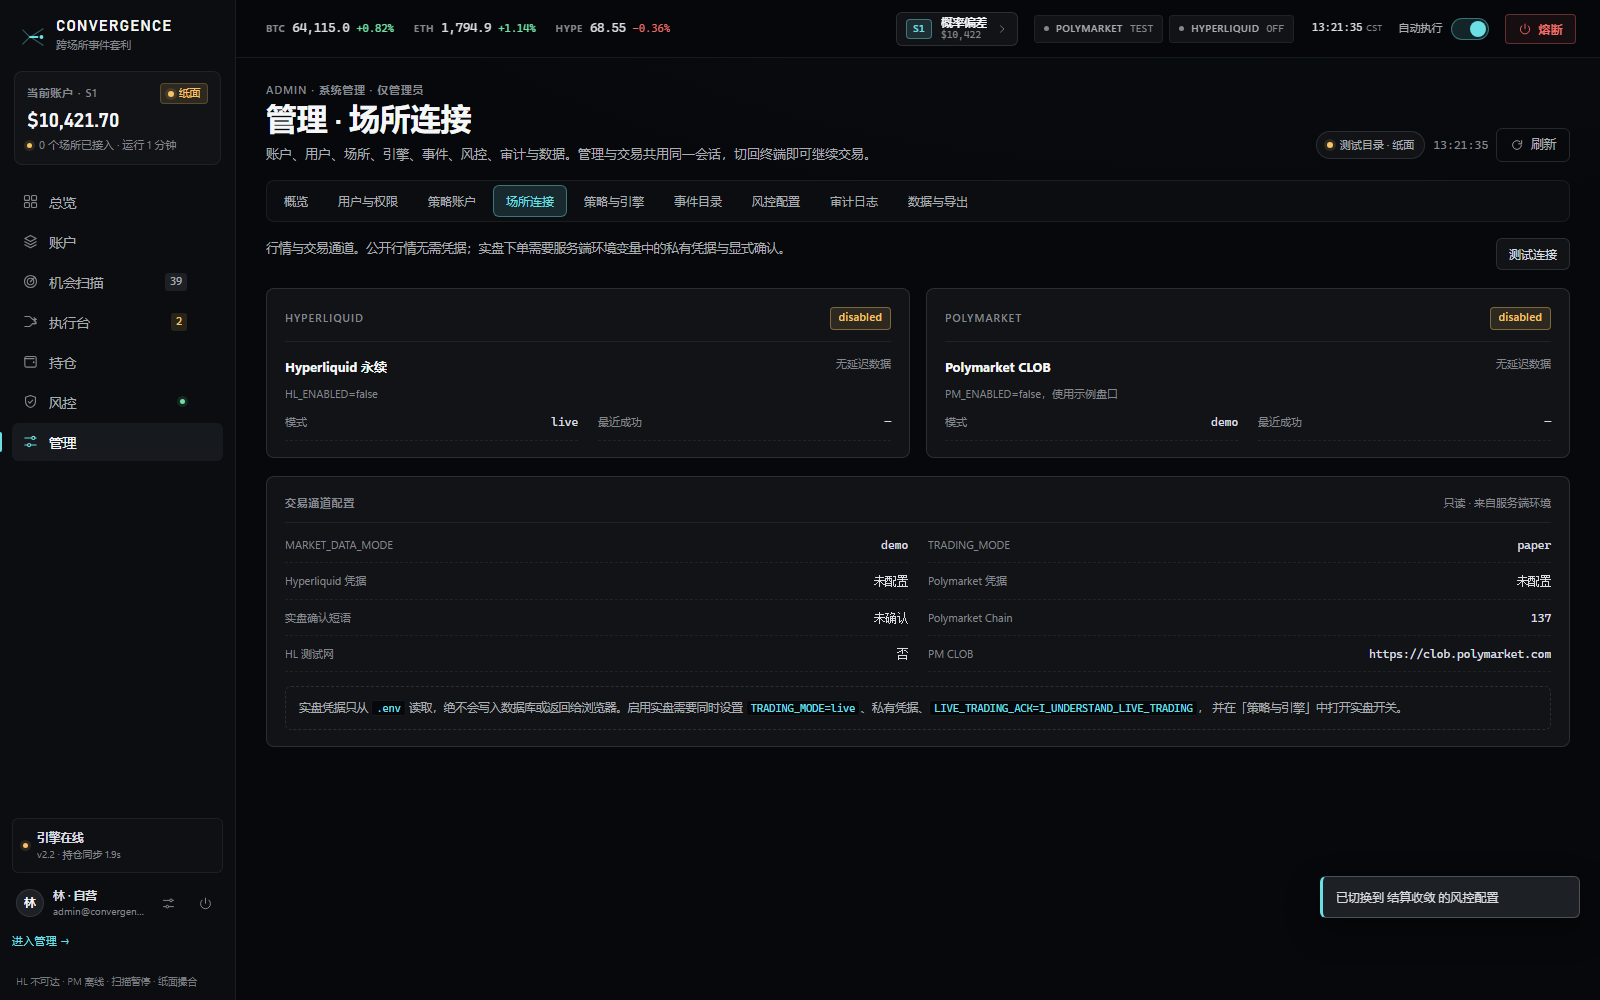 CONVERGENCE
跨场所事件套利
BTC 64,115.0 +0.82% ETH 1,794.9 +1.14% HYPE 68.55 −0.36%
S1 概率偏差 $10,422
POLYMARKET TEST
HYPERLIQUID OFF
13:21:35 CST
自动执行
熔断
当前账户 · S1
纸面
$10,421.70
0 个场所已接入 · 运行 1 分钟
总览
账户
机会扫描 39
执行台 2
持仓
风控
管理
引擎在线
v2.2 · 持仓同步 1.9s
林
林 · 自营
admin@convergen...
进入管理 →
HL 不可达 · PM 离线 · 扫描暂停 · 纸面撮合
ADMIN · 系统管理 · 仅管理员
管理 · 场所连接
账户、用户、场所、引擎、事件、风控、审计与数据。管理与交易共用同一会话，切回终端即可继续交易。
测试目录 · 纸面
13:21:35
刷新
概览 用户与权限 策略账户 场所连接 策略与引擎 事件目录 风控配置 审计日志 数据与导出
行情与交易通道。公开行情无需凭据；实盘下单需要服务端环境变量中的私有凭据与显式确认。
测试连接
HYPERLIQUID
disabled
Hyperliquid 永续
无延迟数据
HL_ENABLED=false
模式 live 最近成功 —
POLYMARKET
disabled
Polymarket CLOB
无延迟数据
PM_ENABLED=false，使用示例盘口
模式 demo 最近成功 —
交易通道配置
只读 · 来自服务端环境
MARKET_DATA_MODE demo TRADING_MODE paper
Hyperliquid 凭据 未配置 Polymarket 凭据 未配置
实盘确认短语 未确认 Polymarket Chain 137
HL 测试网 否 PM CLOB https://clob.polymarket.com
实盘凭据只从 .env 读取，绝不会写入数据库或返回给浏览器。启用实盘需要同时设置 TRADING_MODE=live 、私有凭据、 LIVE_TRADING_ACK=I_UNDERSTAND_LIVE_TRADING ，并在「策略与引擎」中打开实盘开关。
已切换到 结算收敛 的风控配置